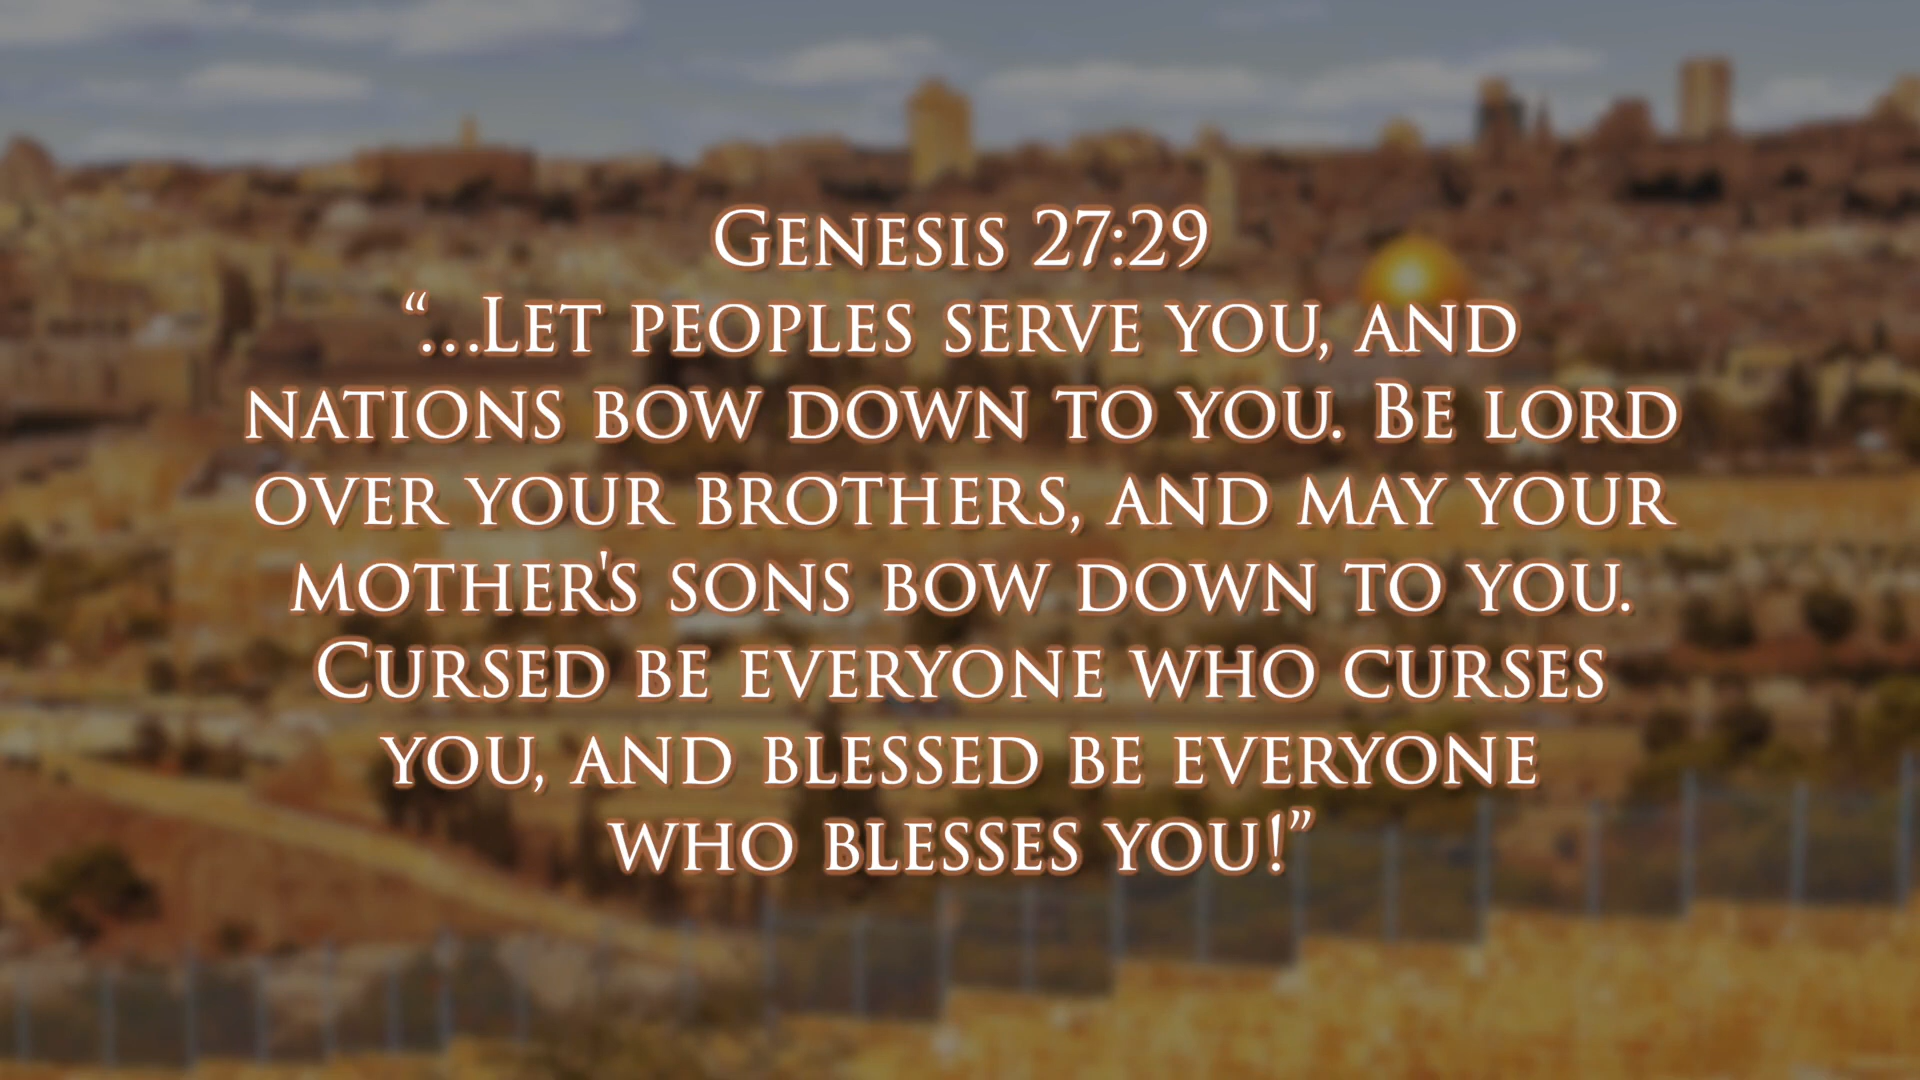 Genesis 27:29
“...Let peoples serve you, and
nations bow down to you. Be lord
over your brothers, and may your
mother's sons bow down to you.
Cursed be everyone who curses
you, and blessed be everyone
who blesses you!”